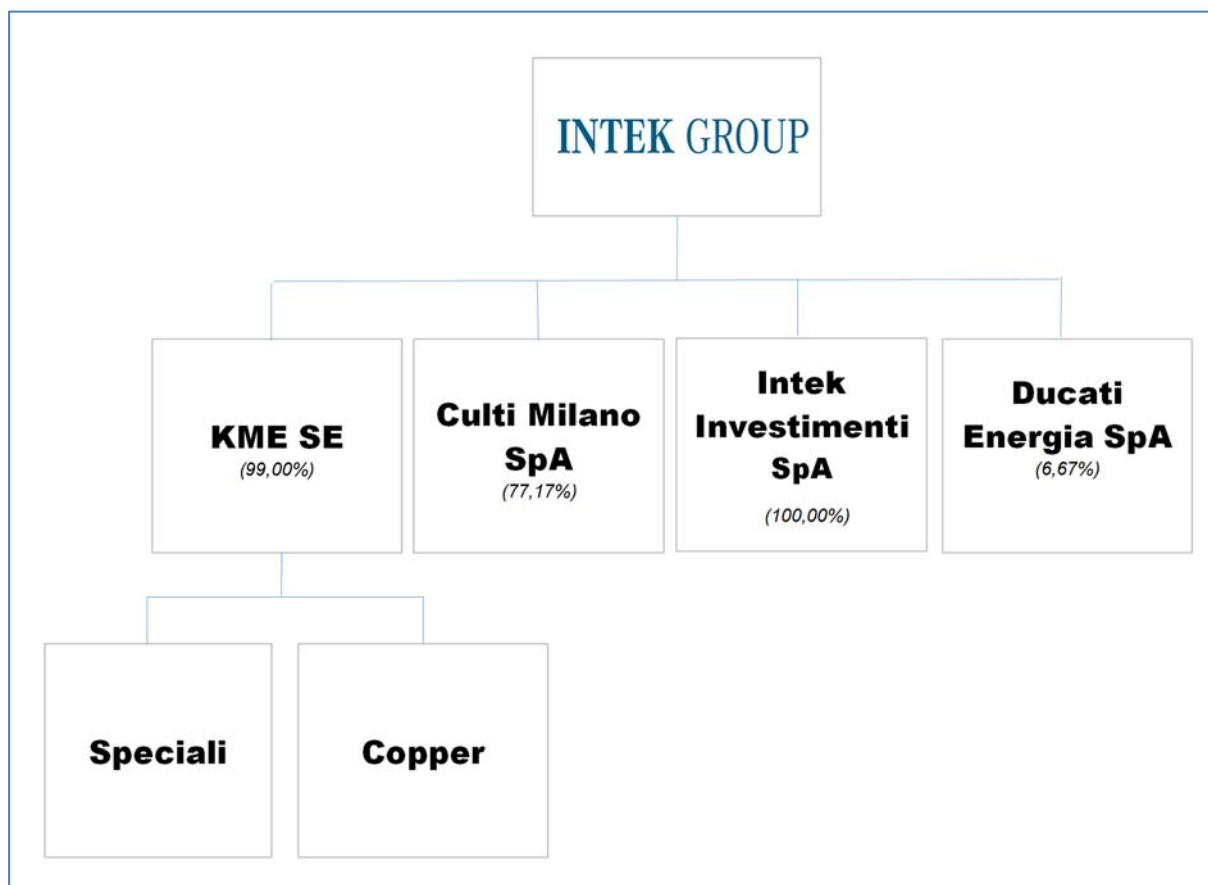 INTEK GROUP
KME SE
(99,00%)
Culti Milano
SpA
(77,17%)
Intek
Investimenti
SpA
(100,00%)
Ducati
Energia SpA
(6,67%)
Speciali
Copper